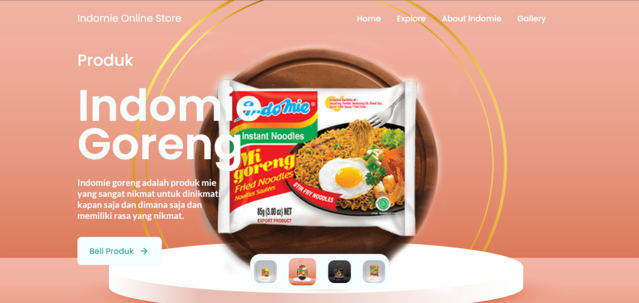 Indomie Online Store
Home
Explore
About Indomie
Gallery
Produk
Indomie
Goreng
Indomie goreng adalah produk mie
yang sangat nikmat untuk dinikmati
kapan saja dan dimana saja dan
memiliki rasa yang nikmat.
Beli Produk
Indomie
Instant Noodles
Mi
goreng
Fried Noodles
Nouilles Sautées
STIR FRY NOODLES
85g (3.00 oz) NET
EXPORT PRODUCT